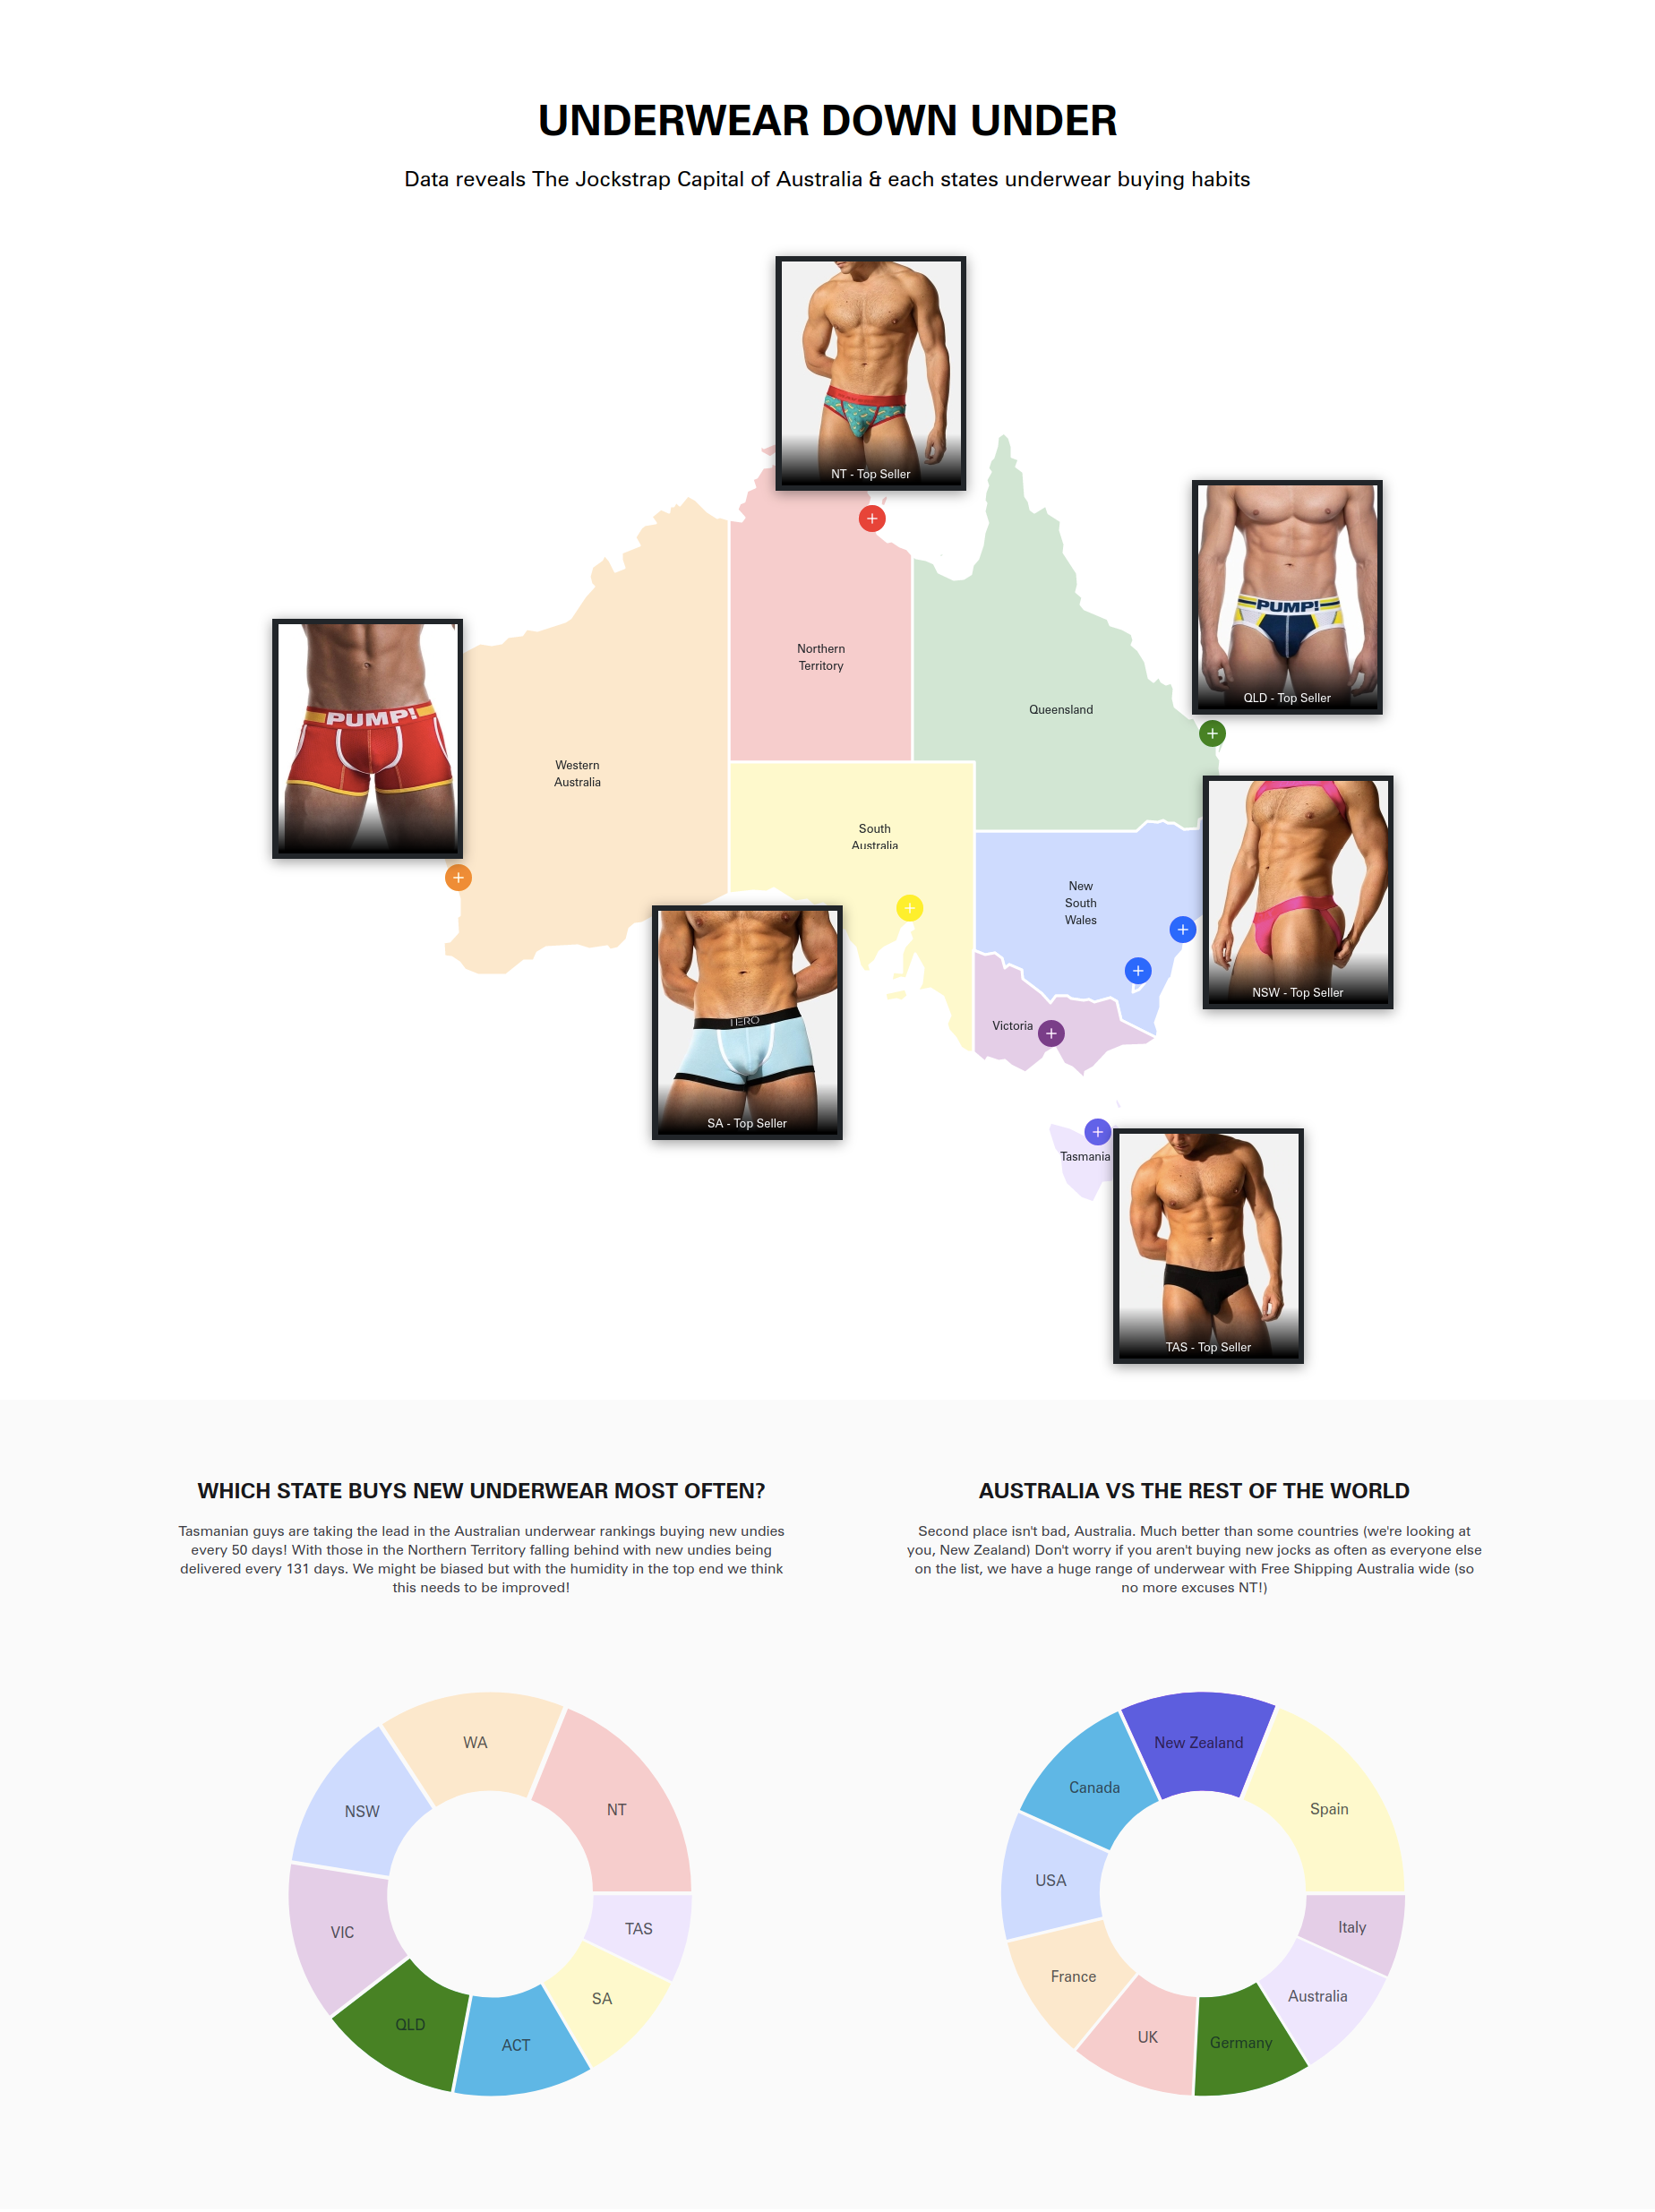 UNDERWEAR DOWN UNDER
Data reveals The Jockstrap Capital of Australia & each states underwear buying habits
NT - Top Seller
PUMP!
QLD - Top Seller
Northern
Territory
Queensland
PUMP!
Western
Australia
South
Australia
New
South
Wales
NSW - Top Seller
Victoria
SA - Top Seller
Tasmania
TAS - Top Seller
WHICH STATE BUYS NEW UNDERWEAR MOST OFTEN?
Tasmanian guys are taking the lead in the Australian underwear rankings buying new undies
every 50 days! With those in the Northern Territory falling behind with new undies being
delivered every 131 days. We might be biased but with the humidity in the top end we think
this needs to be improved!
AUSTRALIA VS THE REST OF THE WORLD
Second place isn't bad, Australia. Much better than some countries (we're looking at
you, New Zealand) Don't worry if you aren't buying new jocks as often as everyone else
on the list, we have a huge range of underwear with Free Shipping Australia wide (so
no more excuses NT!)
WA
NT
NSW
VIC
TAS
SA
QLD
ACT
New Zealand
Canada
Spain
USA
Italy
France
Australia
UK
Germany